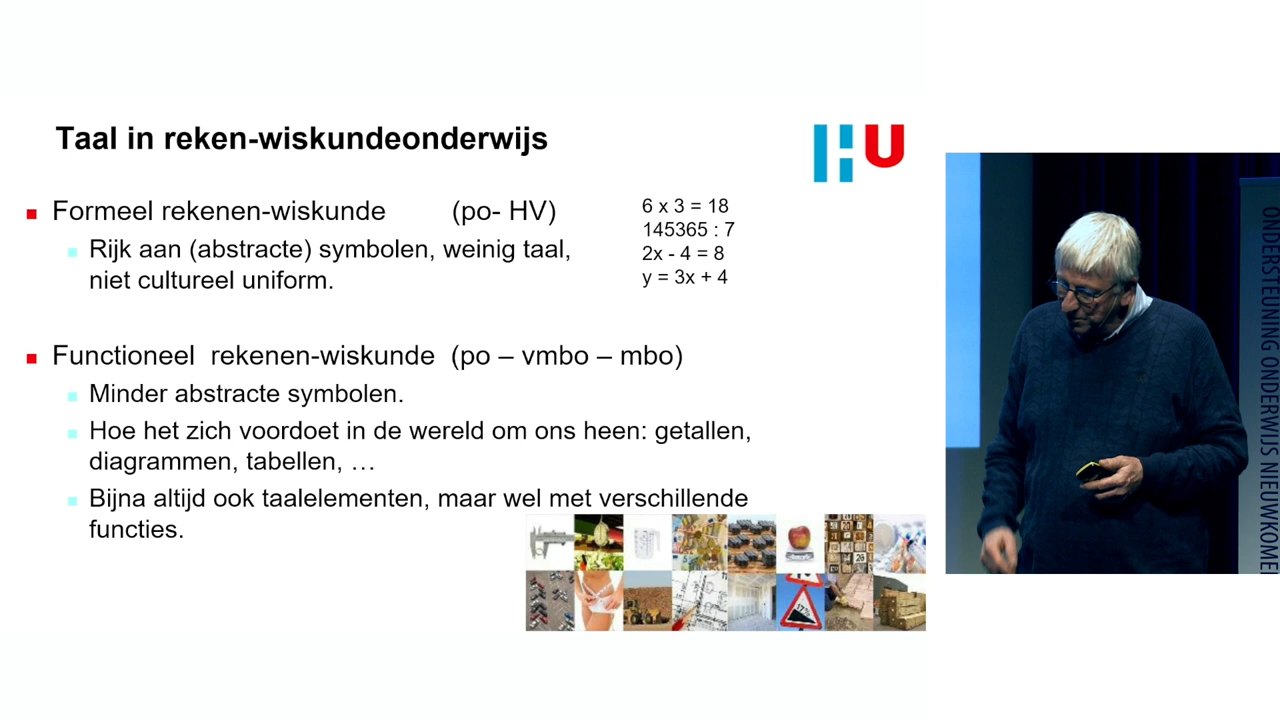 Taal in reken-wiskundeonderwijs
HU
Formeel rekenen-wiskunde (po- HV)
Rijk aan (abstracte) symbolen, weinig taal,
niet cultureel uniform.
6 x 3 = 18
145365 : 7
2x - 4 = 8
y = 3x + 4
Functioneel rekenen-wiskunde (po – vmbo – mbo)
Minder abstracte symbolen.
Hoe het zich voordoet in de wereld om ons heen: getallen,
diagrammen, tabellen, …
Bijna altijd ook taalelementen, maar wel met verschillende
functies.
17%
ONDERSTEUNING ONDERWIJS